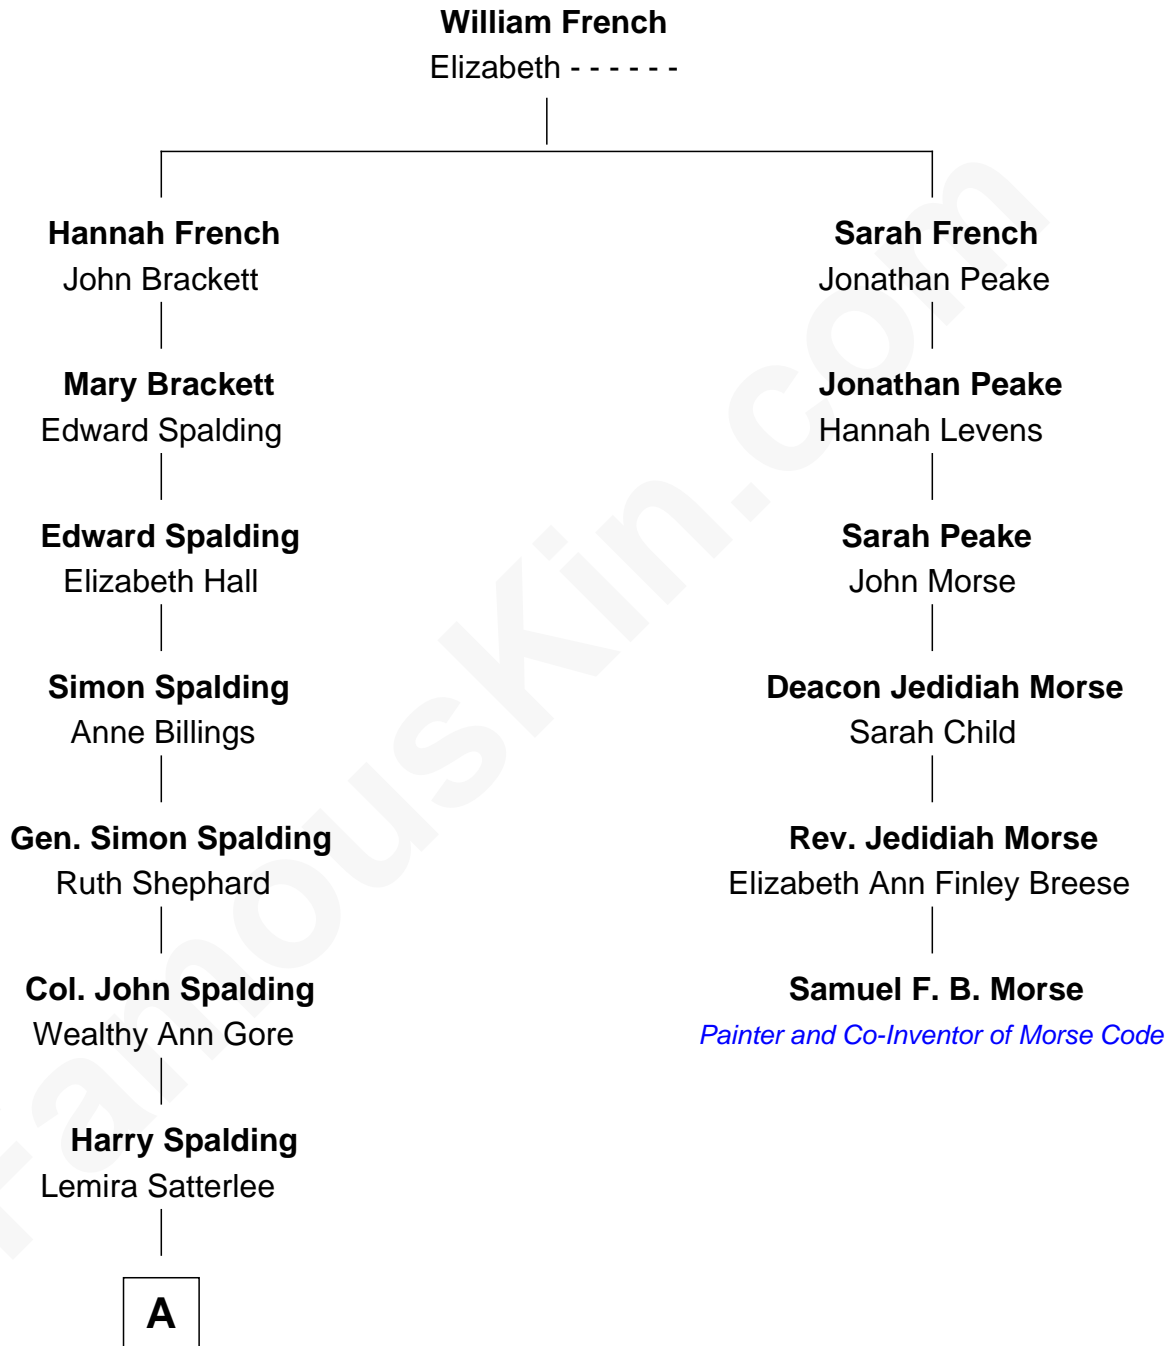 William French
Elizabeth - - - - - -
Hannah French
John Brackett
Mary Brackett
Edward Spalding
Edward Spalding
Elizabeth Hall
Simon Spalding
Anne Billings
Gen. Simon Spalding
Ruth Shephard
Col. John Spalding
Wealthy Ann Gore
Harry Spalding
Lemira Satterlee
A
Sarah French
Jonathan Peake
Jonathan Peake
Hannah Levens
Sarah Peake
John Morse
Deacon Jedidiah Morse
Sarah Child
Rev. Jedidiah Morse
Elizabeth Ann Finley Breese
Samuel F. B. Morse
Painter and Co-Inventor of Morse Code
FamousKin.com